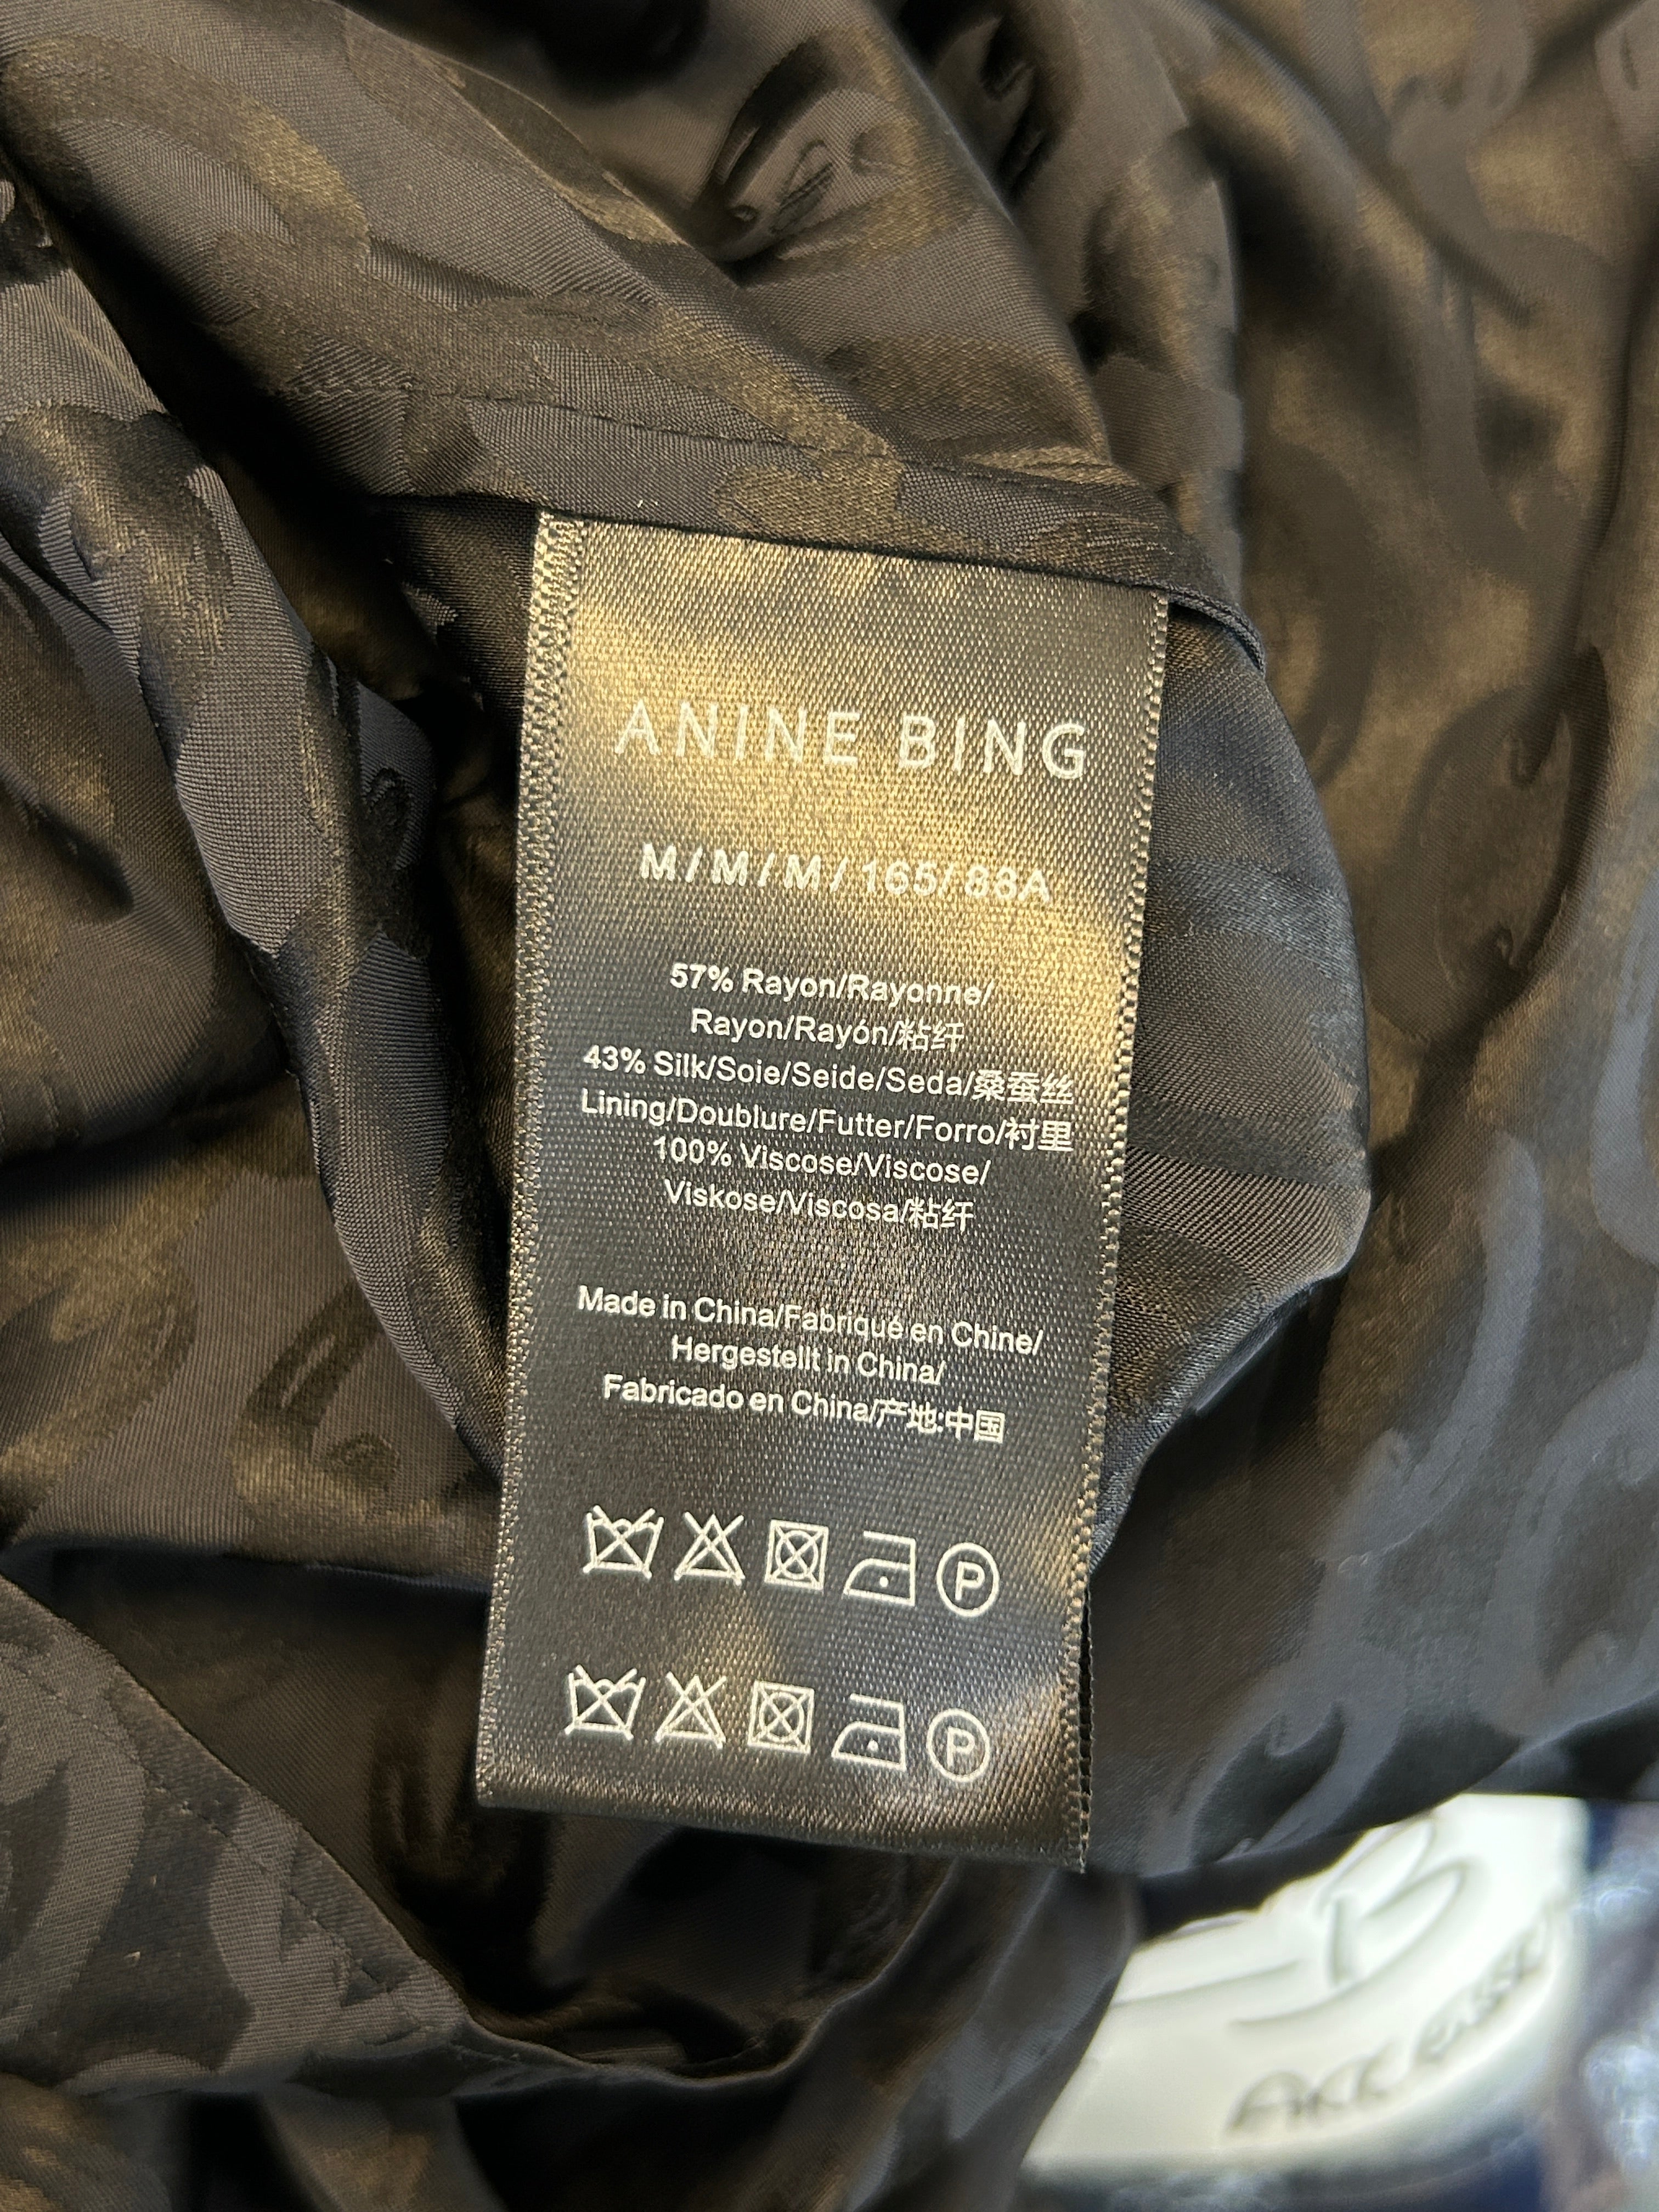 ANINE BING
M/M/M/165/88A
57% Rayon/Rayonne/
Rayon/Rayón/粘纤
43% Silk/Soie/Seide/Seda/桑蚕丝
Lining/Doublure/Futter/Forro/衬里
100% Viscose/Viscose/
Viskose/Viscosa/粘纤
Made in China/Fabriqué en Chine/
Hergestellt in China/
Fabricado en China/产地:中国
P
P